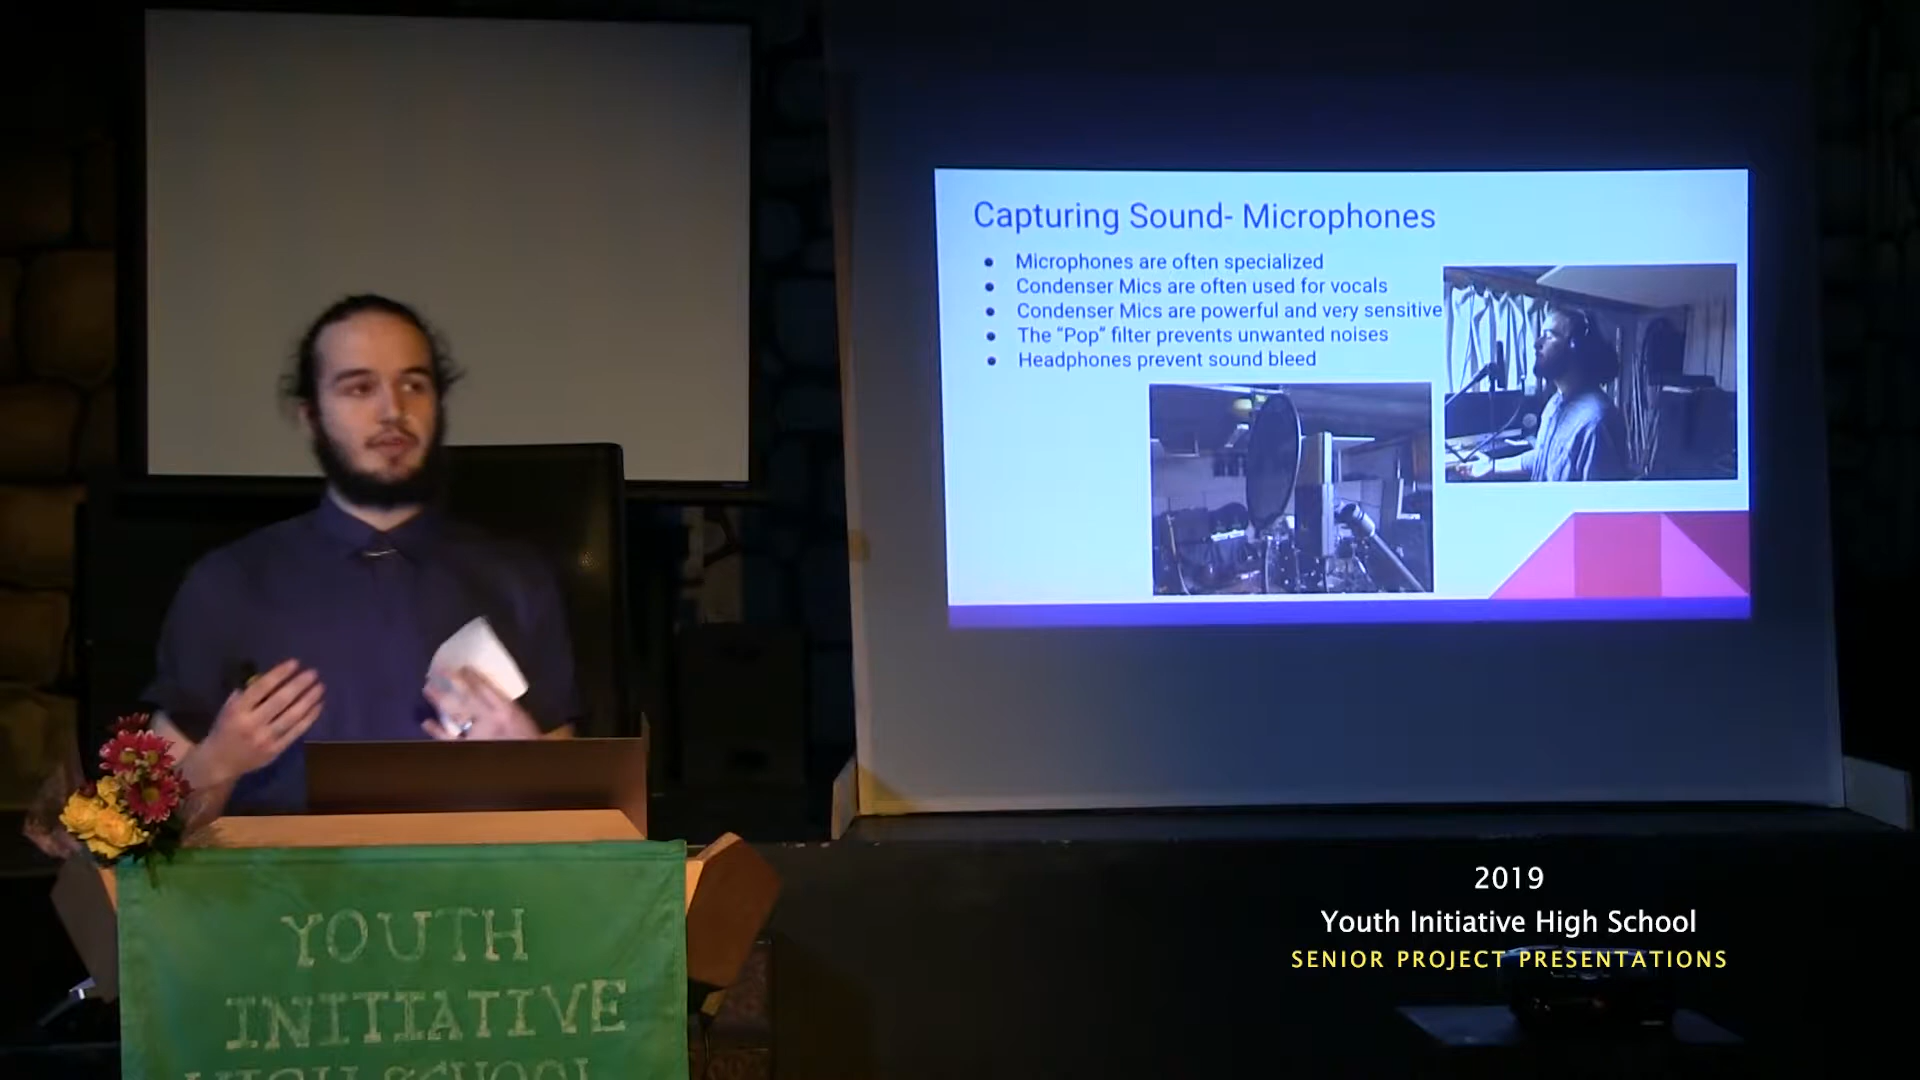 Capturing Sound- Microphones
Microphones are often specialized
Condenser Mics are often used for vocals
Condenser Mics are powerful and very sensitive
The “Pop” filter prevents unwanted noises
Headphones prevent sound bleed
2019
Youth Initiative High School
SENIOR PROJECT PRESENTATIONS
YOUTH
INITIATIVE
HIGH SCHOOL